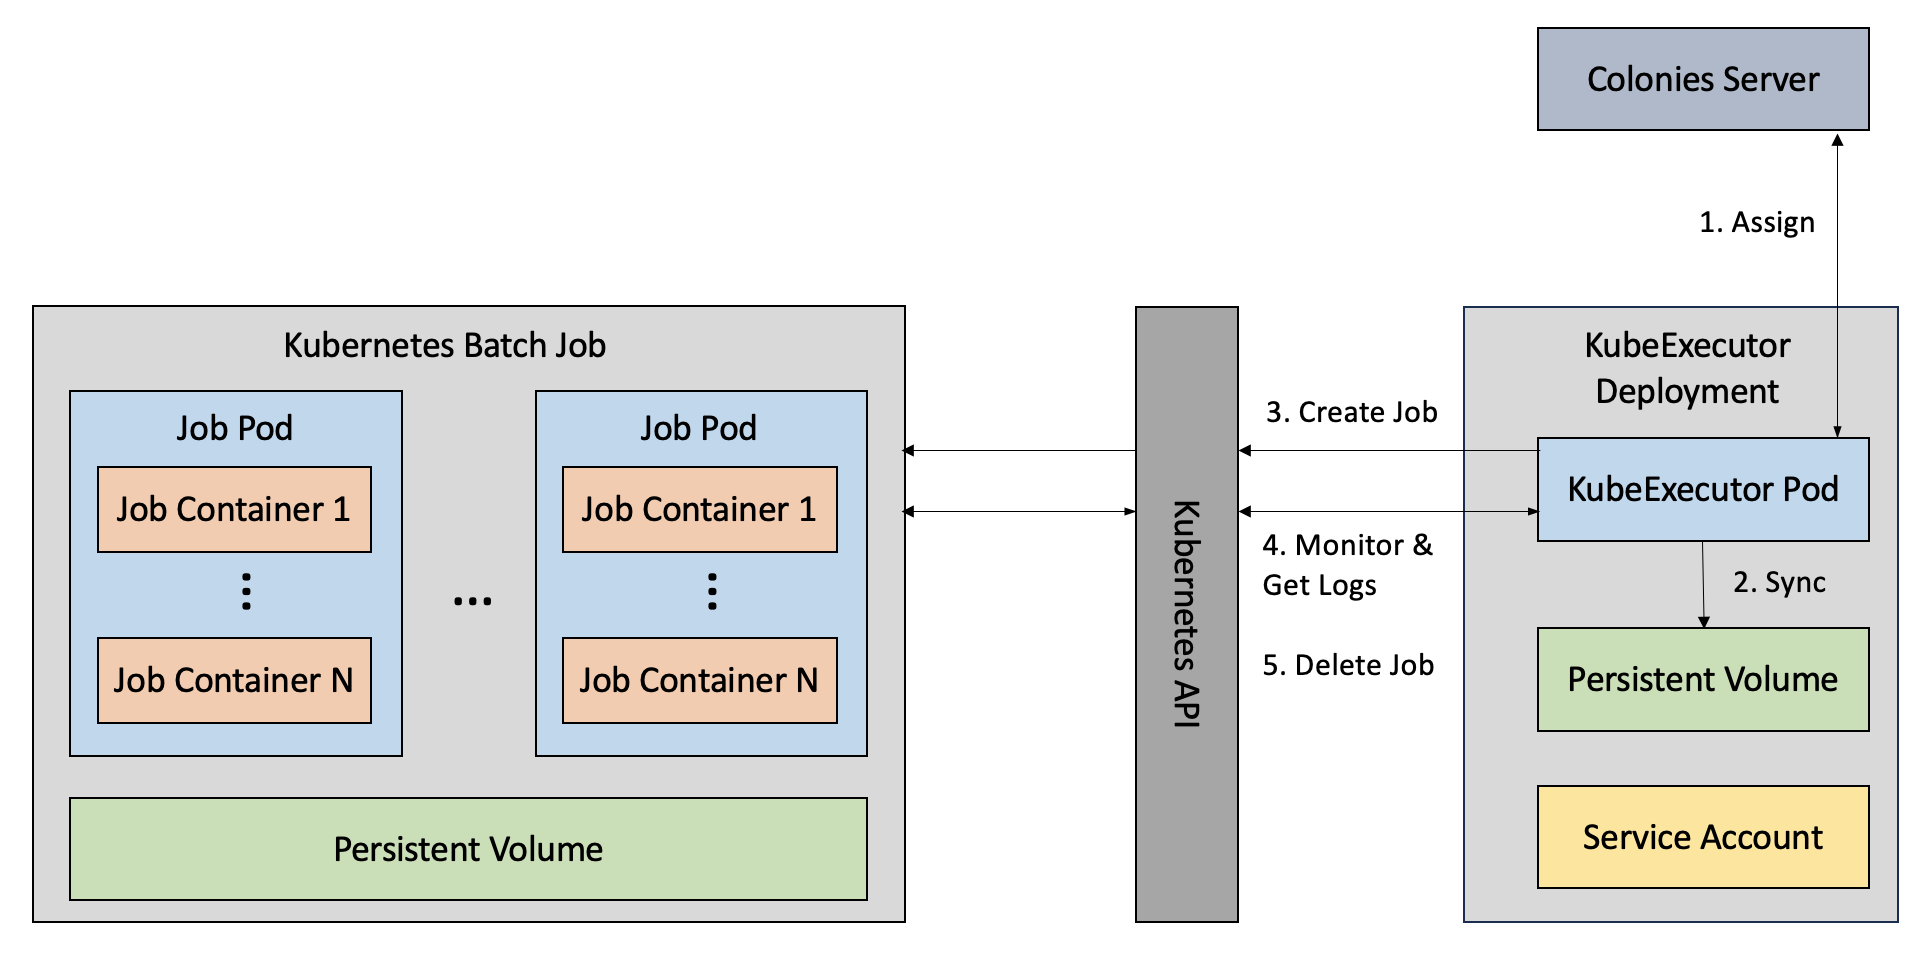 Colonies Server
1. Assign
Kubernetes Batch Job
Job Pod
Job Container 1
Job Container N
...
Job Pod
Job Container 1
Job Container N
Persistent Volume
Kubernetes API
3. Create Job
4. Monitor &
Get Logs
5. Delete Job
KubeExecutor
Deployment
KubeExecutor Pod
2. Sync
Persistent Volume
Service Account